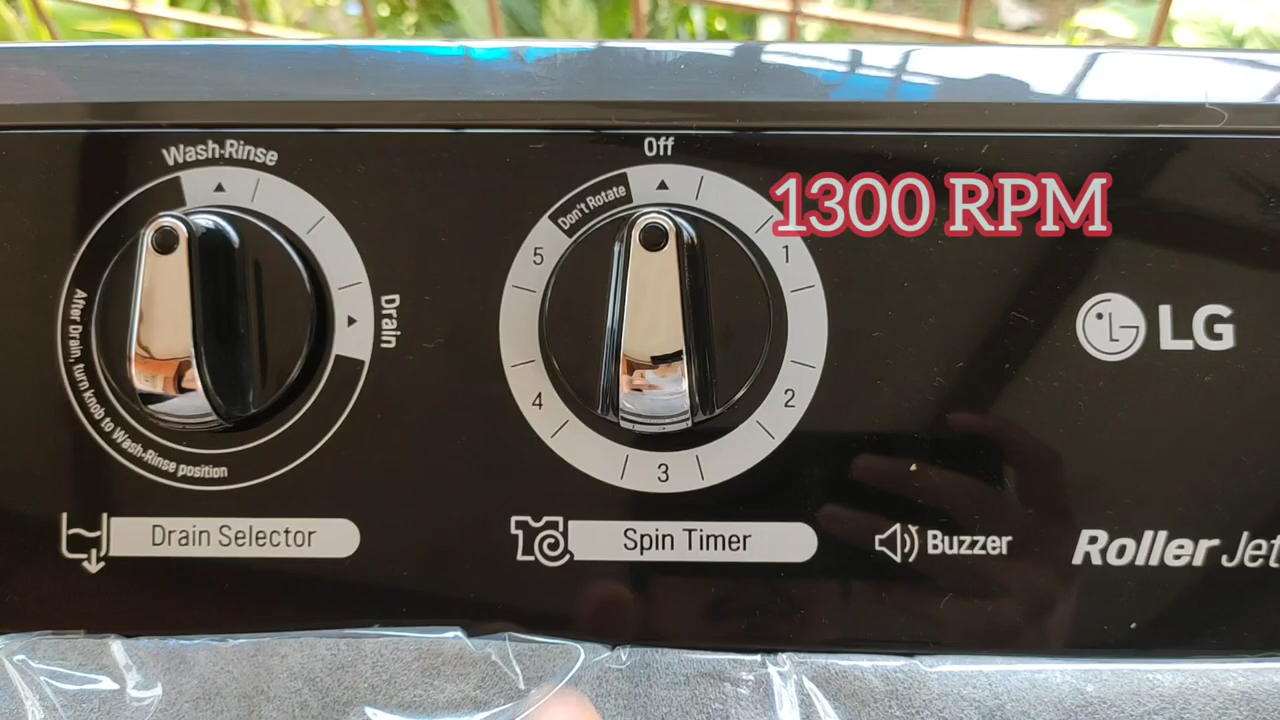 Wash-Rinse
Drain
After Drain, turn knob to Wash-Rinse position
Drain Selector
Off
Don't Rotate
1
2
3
4
5
Spin Timer
1300 RPM
LG
Buzzer
Roller Jet